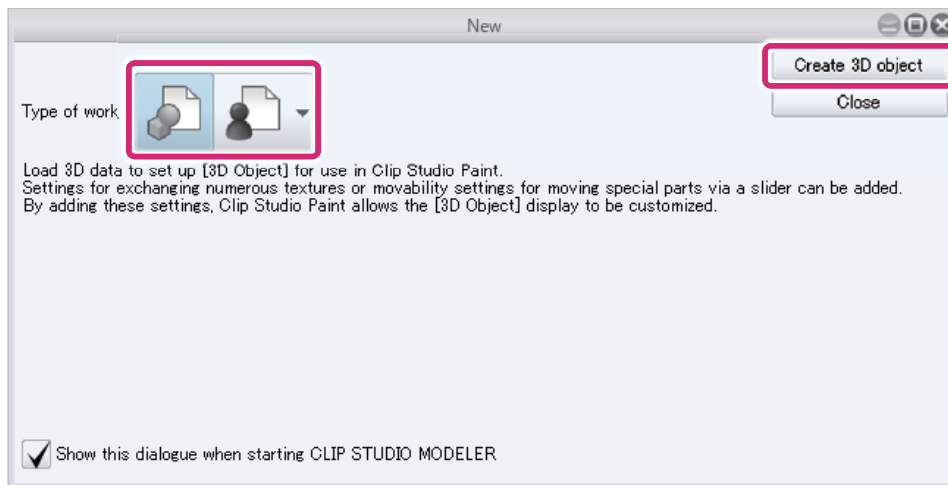 New
Create 3D object
Close
Type of work
Load 3D data to set up [3D Object] for use in Clip Studio Paint.
Settings for exchanging numerous textures or movability settings for moving special parts via a slider can be added.
By adding these settings, Clip Studio Paint allows the [3D Object] display to be customized.
Show this dialogue when starting CLIP STUDIO MODELER